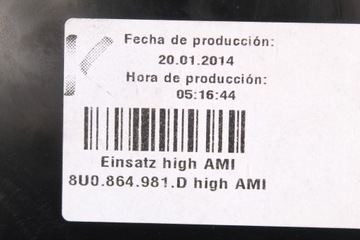 Fecha de producción:
20.01.2014
Hora de producción:
05:16:44
Einsatz high AMI
8U0.864.981.D high AMI